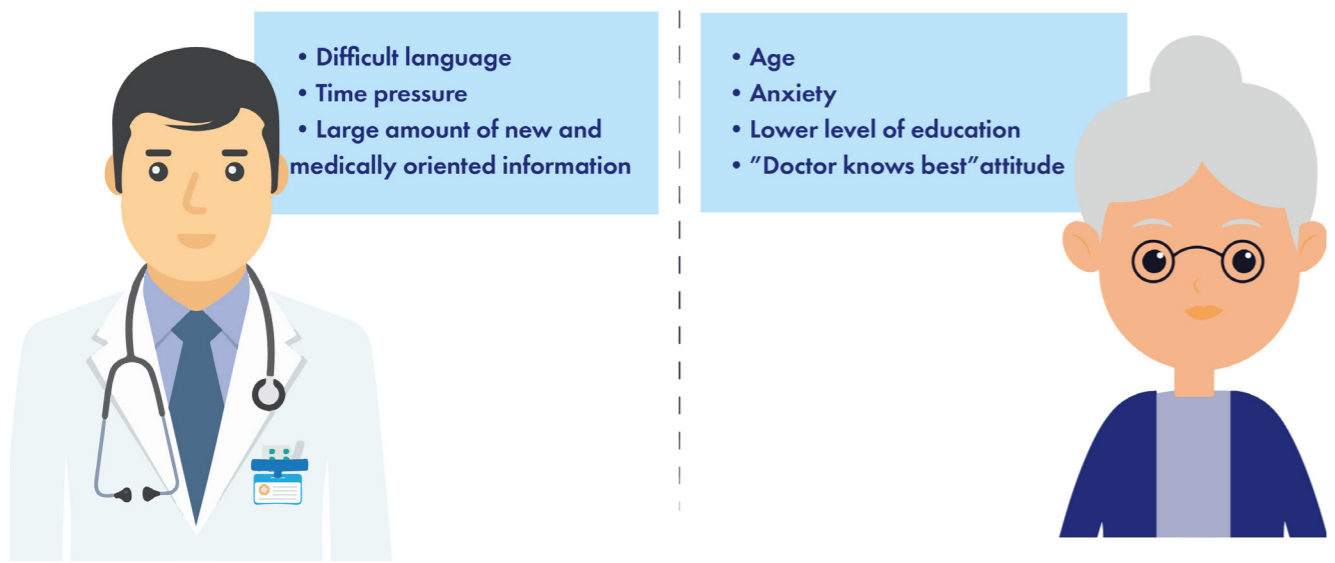 • Difficult language
• Time pressure
• Large amount of new and
medically oriented information
• Age
• Anxiety
• Lower level of education
• ”Doctor knows best”attitude